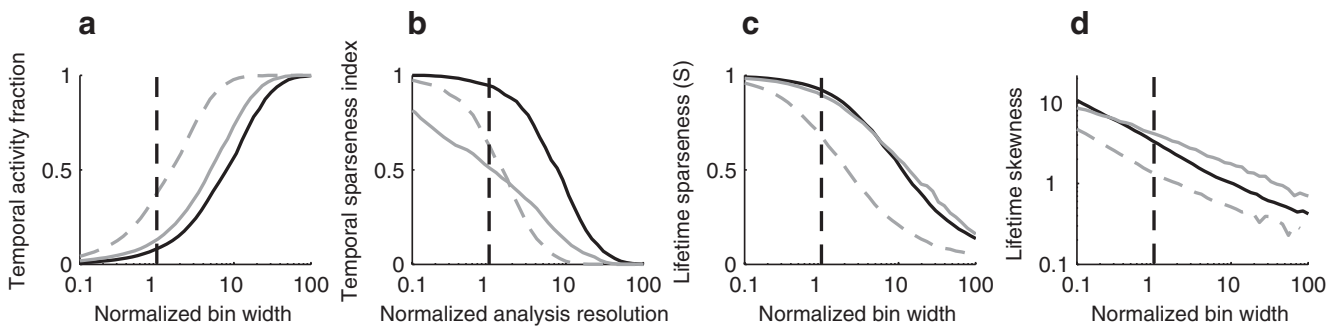 a
Temporal activity fraction
1
0.5
0
0.1
1
10
100
Normalized bin width
b
Temporal sparseness index
1
0.5
0
0.1
1
10
100
Normalized analysis resolution
c
Lifetime sparseness (S)
1
0.5
0
0.1
1
10
100
Normalized bin width
d
Lifetime skewness
10
1
0.1
0.1
1
10
100
Normalized bin width